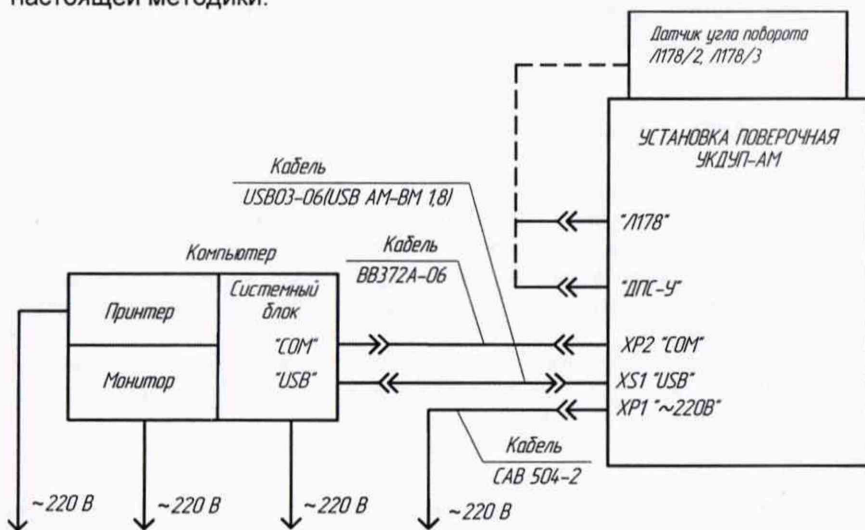 настоящей методики.
Датчик угла поворота
Л178/2, Л178/3
УСТАНОВКА ПОВЕРОЧНАЯ
УКДУП-АМ
Кабель
USB03-06(USB AM-BM 1,8)
"Л178"
Кабель
ВВ372А-06
"ДПС-У"
Компьютер
Принтер
Системный
блок
"COM"
XP2 "COM"
Монитор
"USB"
XS1 "USB"
XP1 "~220В"
Кабель
CAB 504-2
~220 В
~220 В
~220 В
~220 В